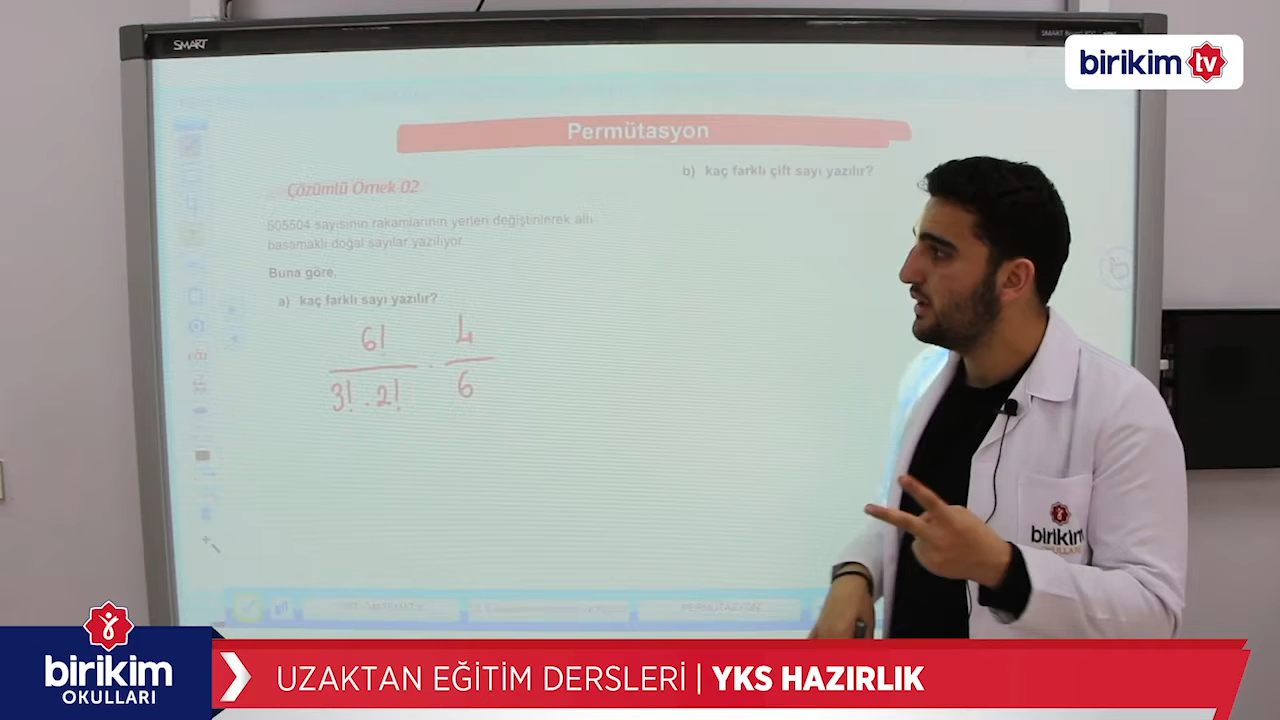 SMART
birikim tv
Permütasyon
Çözümlü Örnek 02
b) kaç farklı çift sayı yazılır?
505504 sayısının rakamlarının yerleri değiştirilerek altı
basamaklı doğal sayılar yazılıyor.
Buna göre,
a) kaç farklı sayı yazılır?
6! 4
3! . 2! . 6
birikim
OKULLARI
PERMÜTASYON
birikim
OKULLARI
UZAKTAN EĞİTİM DERSLERİ | YKS HAZIRLIK